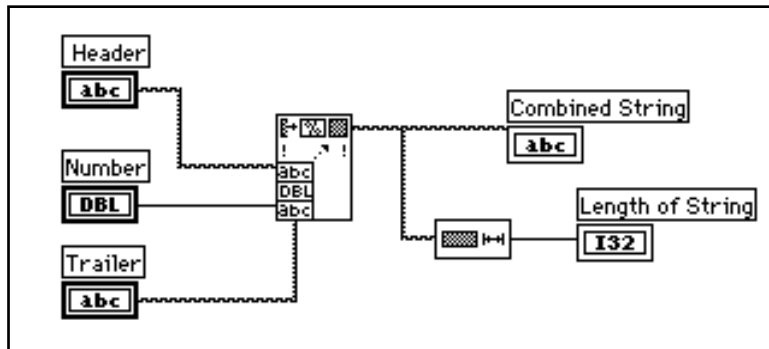 Header
abc
Number
DBL
Trailer
abc
%
! !
abc
DBL
abc
Combined String
abc
Length of String
I32